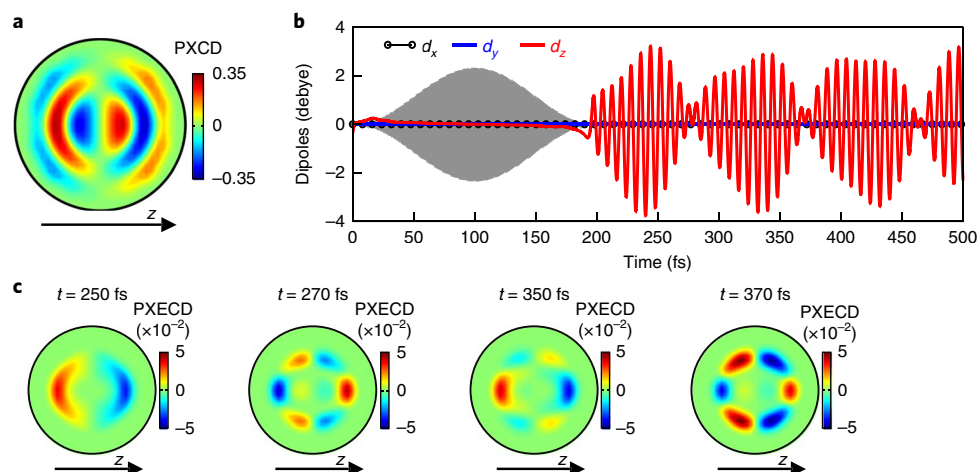 a
PXCD
0.35
0
−0.35
z
b
dx dy dz
Dipoles (debye)
4
2
0
−2
−4
0 50 100 150 200 250 300 350 400 450 500
Time (fs)
c
t = 250 fs
PXECD
(×10−2)
5
0
−5
z
t = 270 fs
PXECD
(×10−2)
5
0
−5
z
t = 350 fs
PXECD
(×10−2)
5
0
−5
z
t = 370 fs
PXECD
(×10−2)
5
0
−5
z